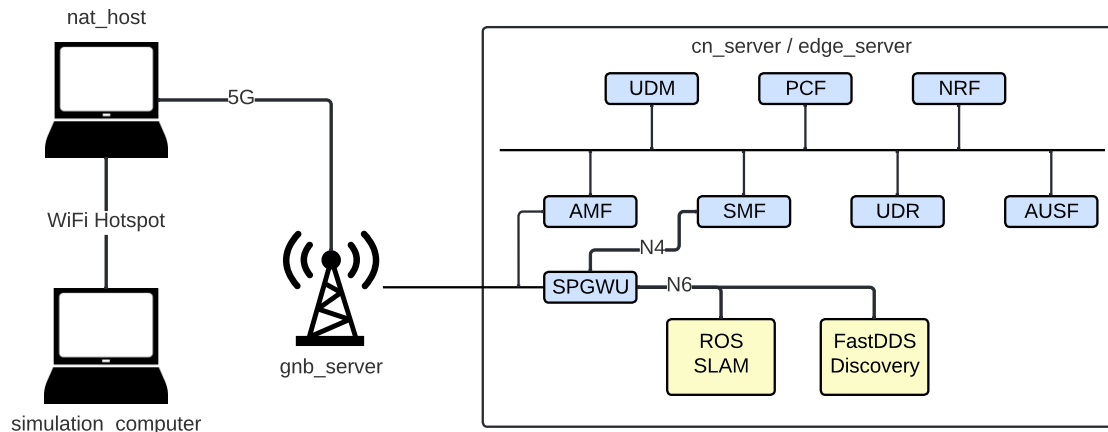 nat_host
cn_server / edge_server
UDM
PCF
NRF
5G
AMF
SMF
UDR
AUSF
WiFi Hotspot
N4
SPGWU
N6
ROS
SLAM
FastDDS
Discovery
gnb_server
simulation_computer